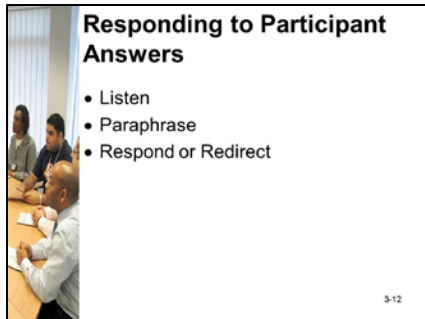 Responding to Participant
Answers
• Listen
• Paraphrase
• Respond or Redirect
3-12